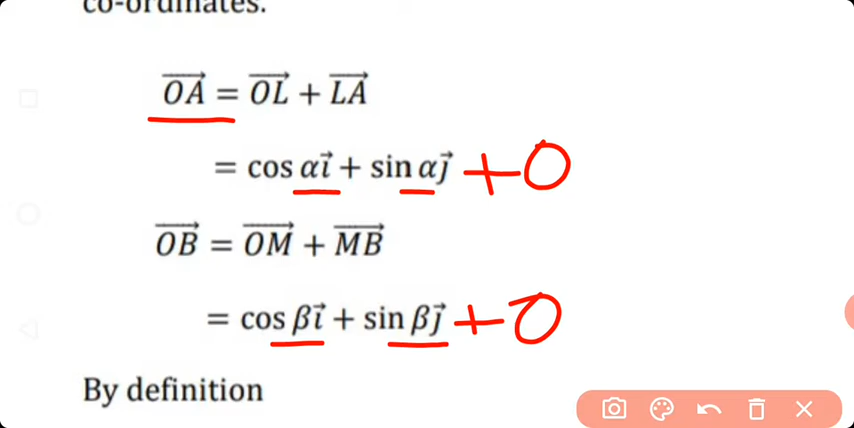 co-ordinates.
OA⃗ = OL⃗ + LA⃗
= cos αi⃗ + sin αj⃗ + 0
OB⃗ = OM⃗ + MB⃗
= cos βi⃗ + sin βj⃗ + 0
By definition